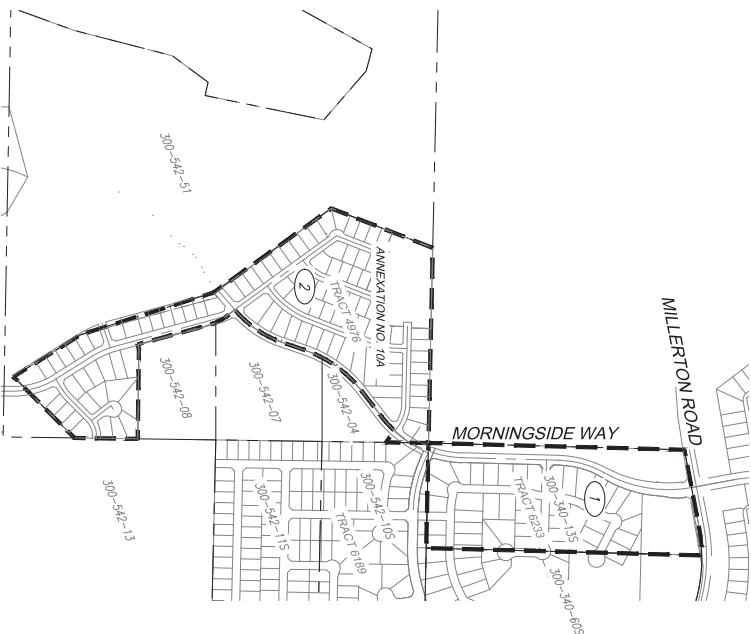 300-542-51
ANNEXATION NO. 10A
2
TRACT 4976
MILLERTON ROAD
300-542-08
300-542-07
300-542-04
MORNINGSIDE WAY
300-542-13
300-542-11S
300-542-10S
TRACT 6189
TRACT 6233
300-340-13S
1
300-340-60S